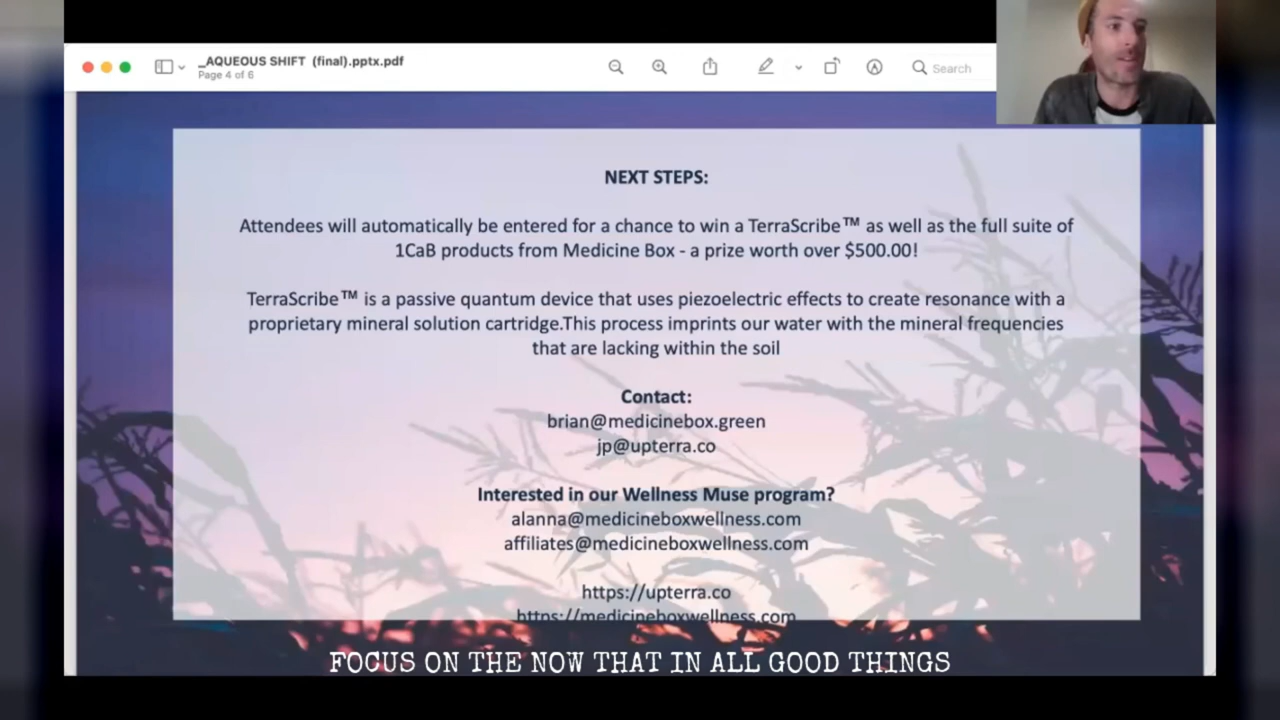 _AQUEOUS SHIFT (final).pptx.pdf
Page 4 of 6
Search
NEXT STEPS:
Attendees will automatically be entered for a chance to win a TerraScribe™ as well as the full suite of
1CaB products from Medicine Box - a prize worth over $500.00!
TerraScribe™ is a passive quantum device that uses piezoelectric effects to create resonance with a
proprietary mineral solution cartridge.This process imprints our water with the mineral frequencies
that are lacking within the soil
Contact:
brian@medicinebox.green
jp@upterra.co
Interested in our Wellness Muse program?
alanna@medicineboxwellness.com
affiliates@medicineboxwellness.com
https://upterra.co
https://medicineboxwellness.com
FOCUS ON THE NOW THAT IN ALL GOOD THINGS